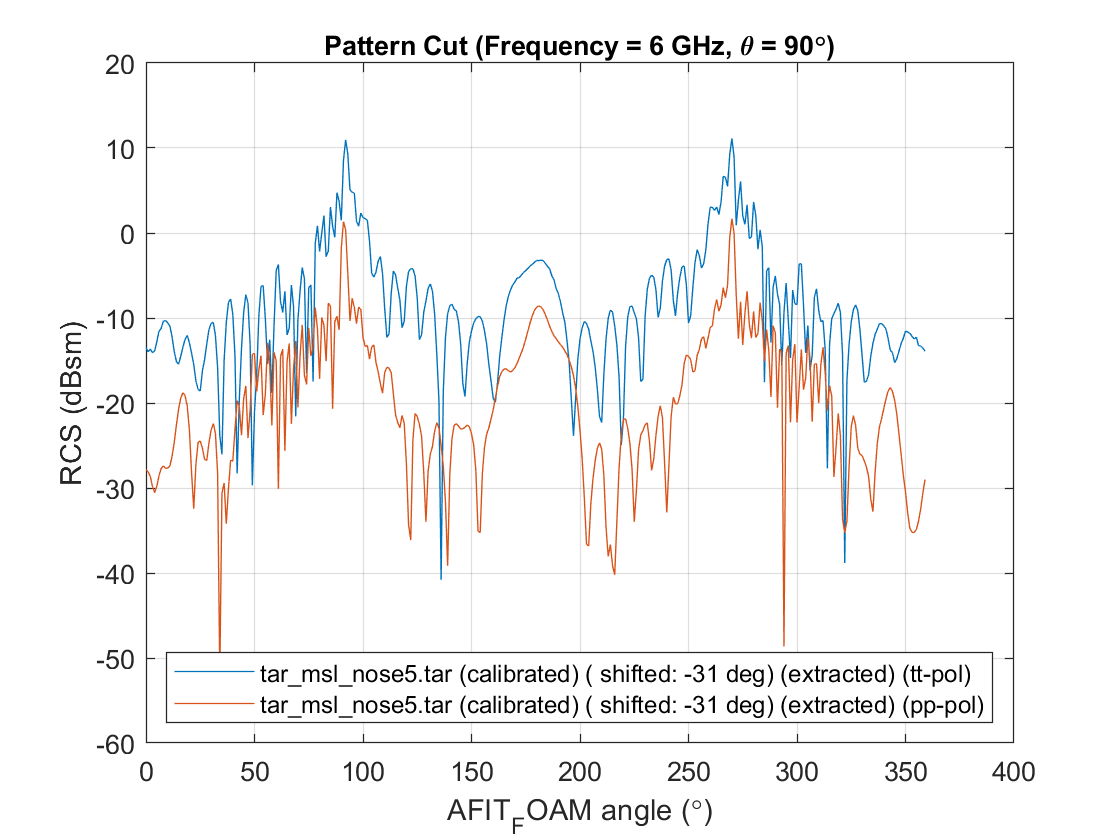 Pattern Cut (Frequency = 6 GHz, θ = 90°)
20
10
0
-10
-20
-30
-40
-50
-60
RCS (dBsm)
tar_msl_nose5.tar (calibrated) ( shifted: -31 deg) (extracted) (tt-pol)
tar_msl_nose5.tar (calibrated) ( shifted: -31 deg) (extracted) (pp-pol)
0 50 100 150 200 250 300 350 400
AFIT_FOAM angle (°)